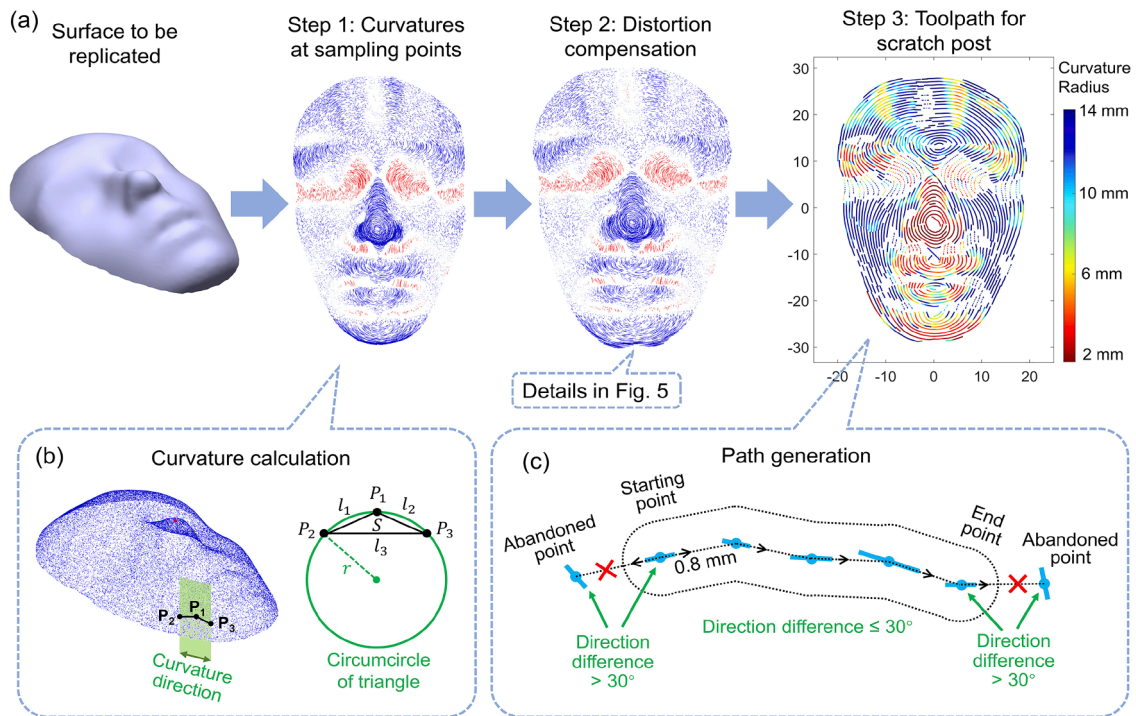 (a)
Surface to be
replicated
Step 1: Curvatures
at sampling points
Step 2: Distortion
compensation
Step 3: Toolpath for
scratch post
Curvature
Radius
14 mm
10 mm
6 mm
2 mm
30
20
10
0
-10
-20
-30
-20
-10
0
10
20
Details in Fig. 5
(b)
Curvature calculation
P₂
P₁
P₃
Curvature
direction
P₁
l₁
l₂
P₂
S
P₃
l₃
r
Circumcircle
of triangle
(c)
Path generation
Abandoned
point
Starting
point
0.8 mm
End
point
Abandoned
point
Direction
difference
> 30°
Direction difference ≤ 30°
Direction
difference
> 30°